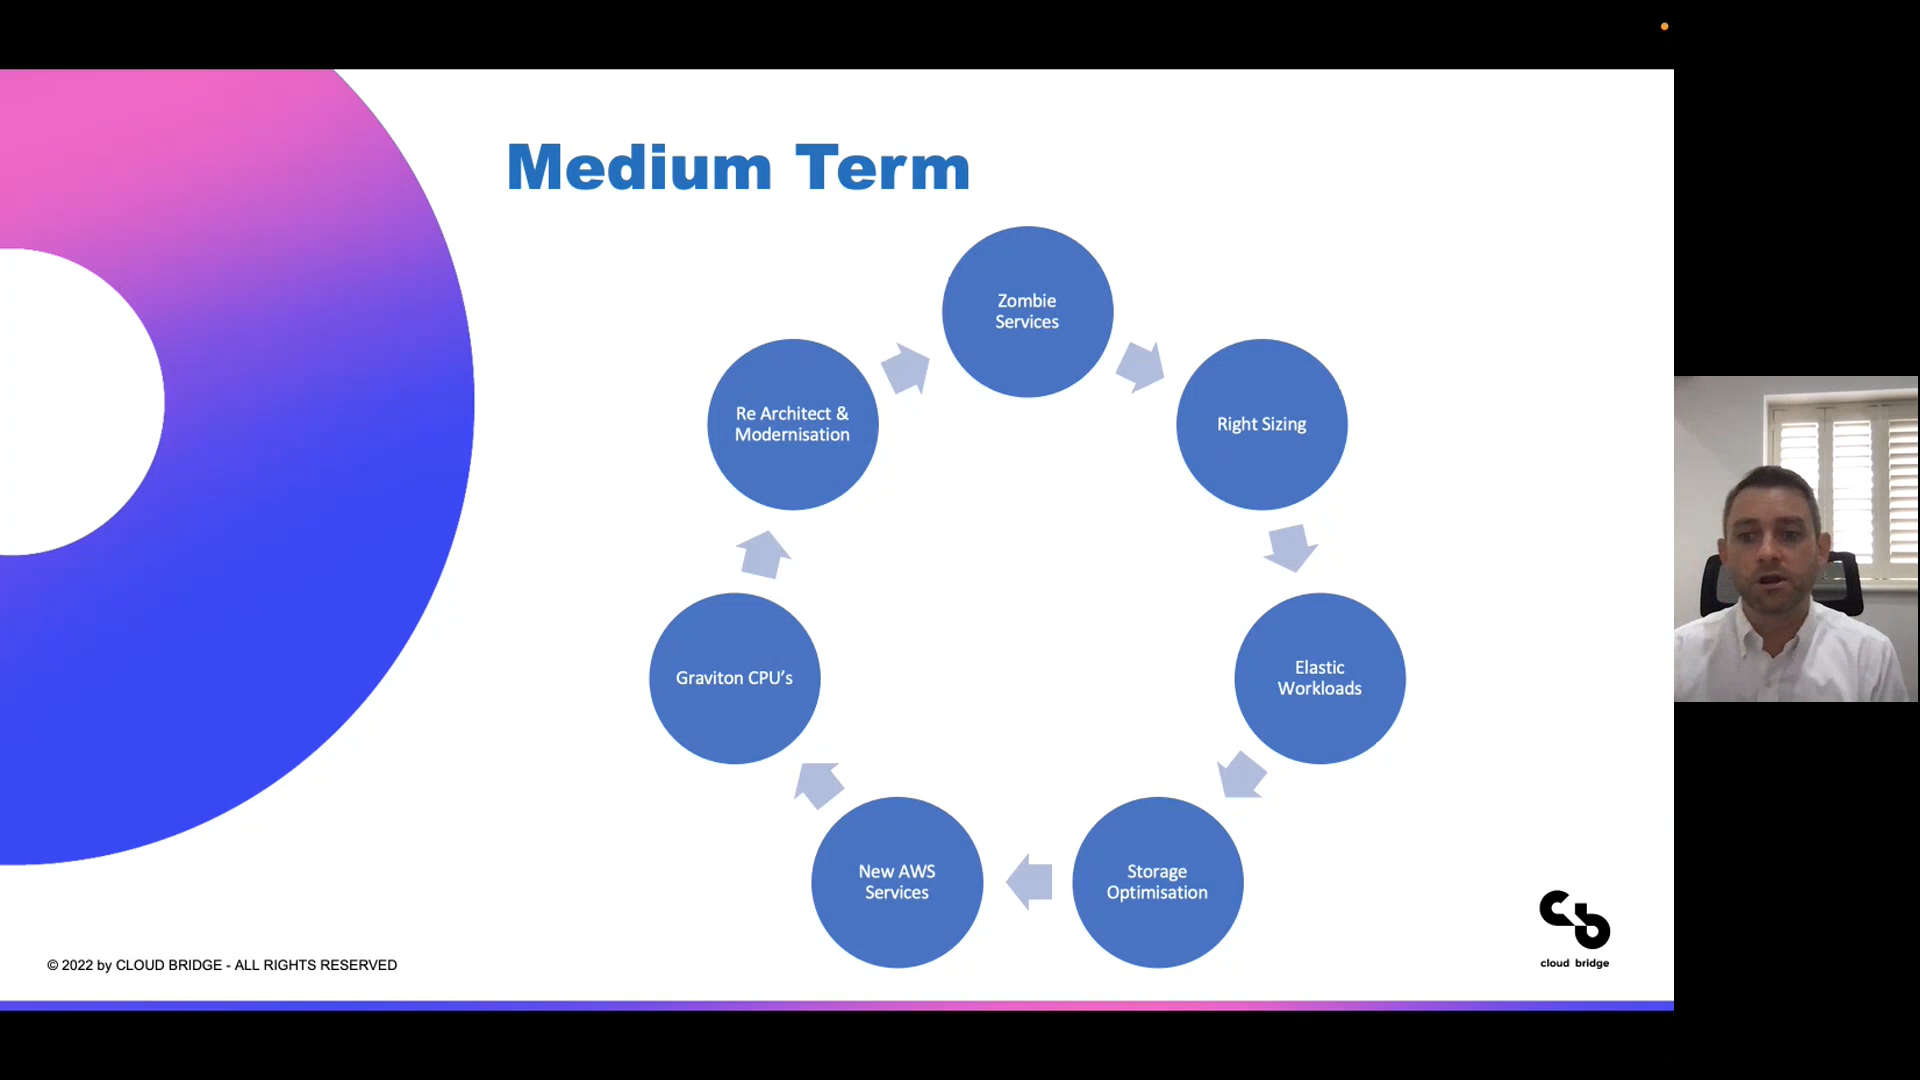 Medium Term
Zombie
Services
Right Sizing
Elastic
Workloads
Storage
Optimisation
New AWS
Services
Graviton CPU's
Re Architect &
Modernisation
cb
cloud bridge
© 2022 by CLOUD BRIDGE - ALL RIGHTS RESERVED